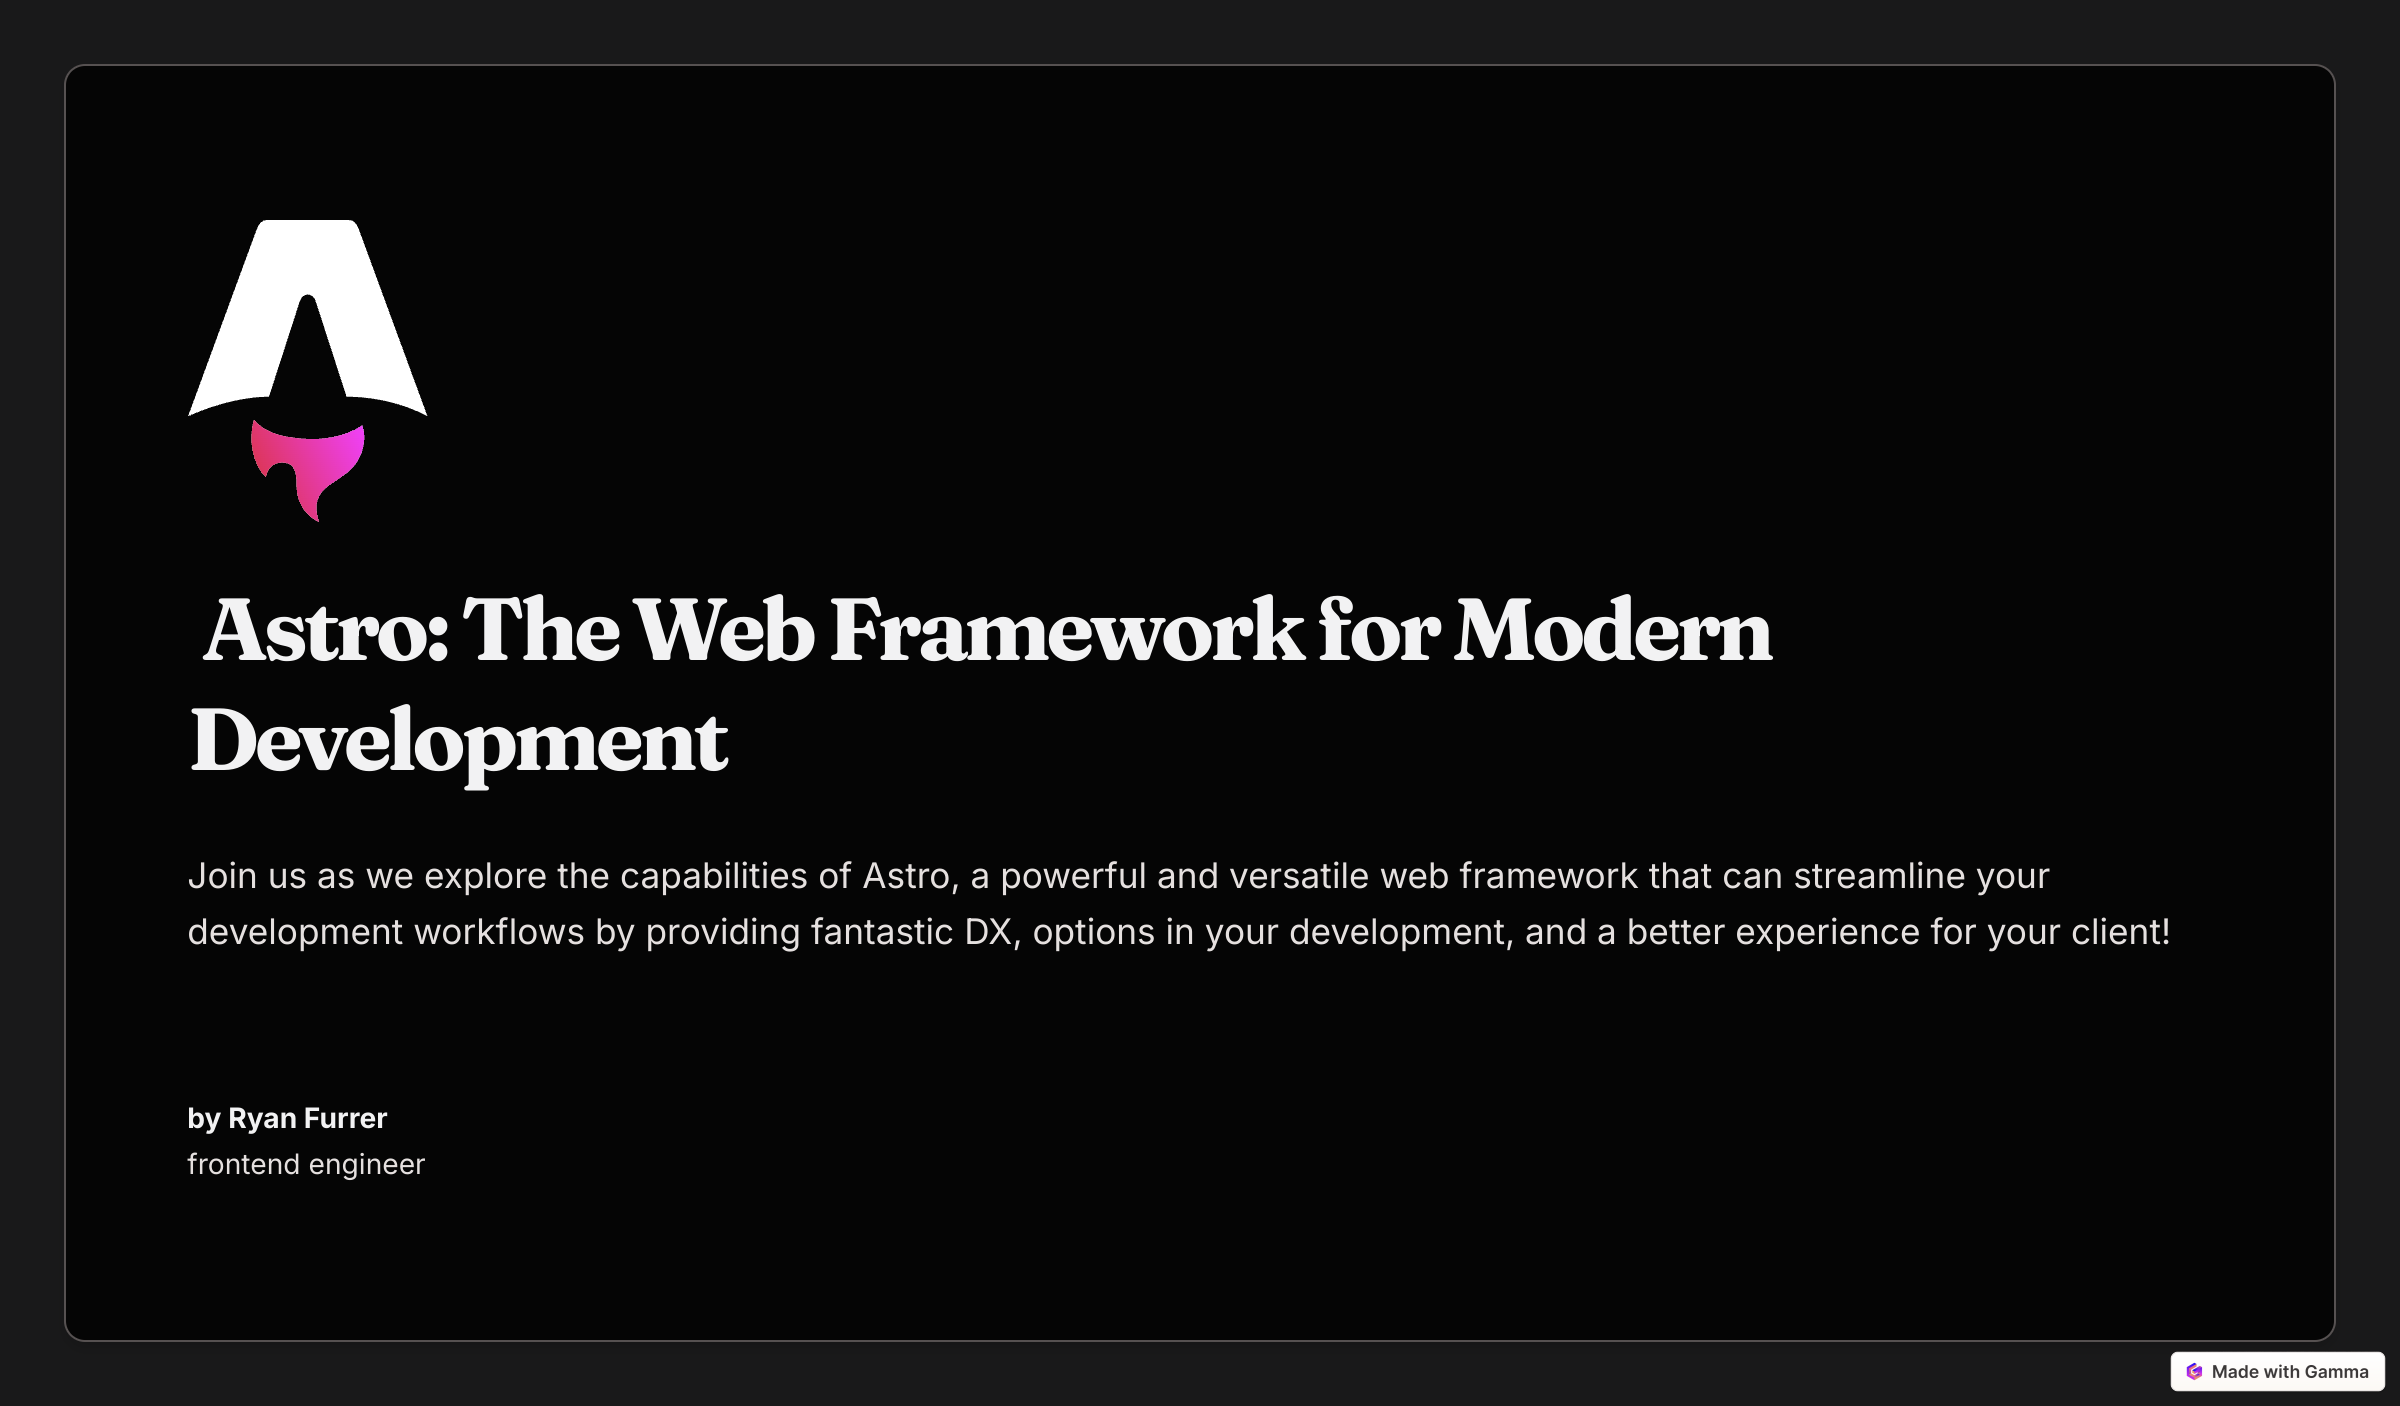 Astro: The Web Framework for Modern
Development
Join us as we explore the capabilities of Astro, a powerful and versatile web framework that can streamline your
development workflows by providing fantastic DX, options in your development, and a better experience for your client!
by Ryan Furrer
frontend engineer
Made with Gamma